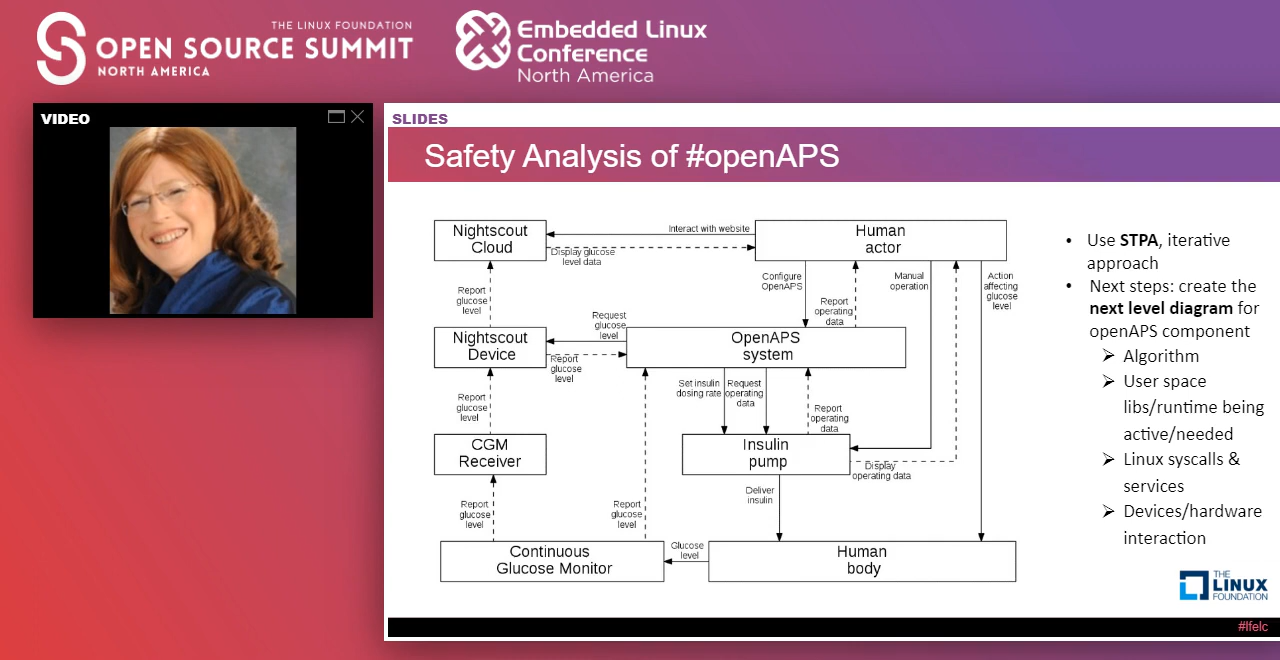 THE LINUX FOUNDATION
OPEN SOURCE SUMMIT
NORTH AMERICA
Embedded Linux
Conference
North America
VIDEO
SLIDES
Safety Analysis of #openAPS
Nightscout
Cloud
Interact with website
Display glucose
level data
Human
actor
Report
glucose
level
Configure
OpenAPS
Report
operating
data
Manual
operation
Action
affecting
glucose
level
Nightscout
Device
Request
glucose
level
Report
glucose
level
OpenAPS
system
Report
glucose
level
Set insulin
dosing rate
Request
operating
data
Report
operating
data
CGM
Receiver
Insulin
pump
Display
operating data
Report
glucose
level
Report
glucose
level
Deliver
insulin
Continuous
Glucose Monitor
Glucose
level
Human
body
• Use STPA, iterative
approach
• Next steps: create the
next level diagram for
openAPS component
➢ Algorithm
➢ User space
libs/runtime being
active/needed
➢ Linux syscalls &
services
➢ Devices/hardware
interaction
THE
LINUX
FOUNDATION
#lfelc